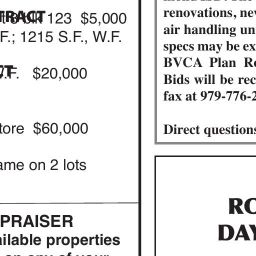 123 $5,000
F.; 1215 S.F., W.F.
$20,000
tore $60,000
ame on 2 lots
PRAISER
ailable properties
renovations, nev
air handling un
specs may be ex
BVCA Plan Ro
Bids will be rec
fax at 979-776-2
Direct questions
RO
DAY